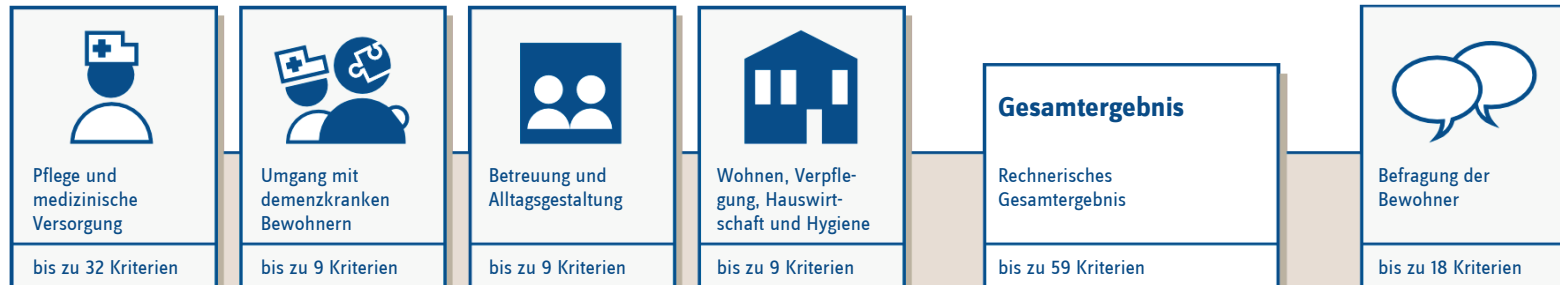 Pflege und
medizinische
Versorgung
bis zu 32 Kriterien
Umgang mit
demenzkranken
Bewohnern
bis zu 9 Kriterien
Betreuung und
Alltagsgestaltung
bis zu 9 Kriterien
Wohnen, Verpfle-
gung, Hauswirt-
schaft und Hygiene
bis zu 9 Kriterien
Gesamtergebnis
Rechnerisches
Gesamtergebnis
bis zu 59 Kriterien
Befragung der
Bewohner
bis zu 18 Kriterien